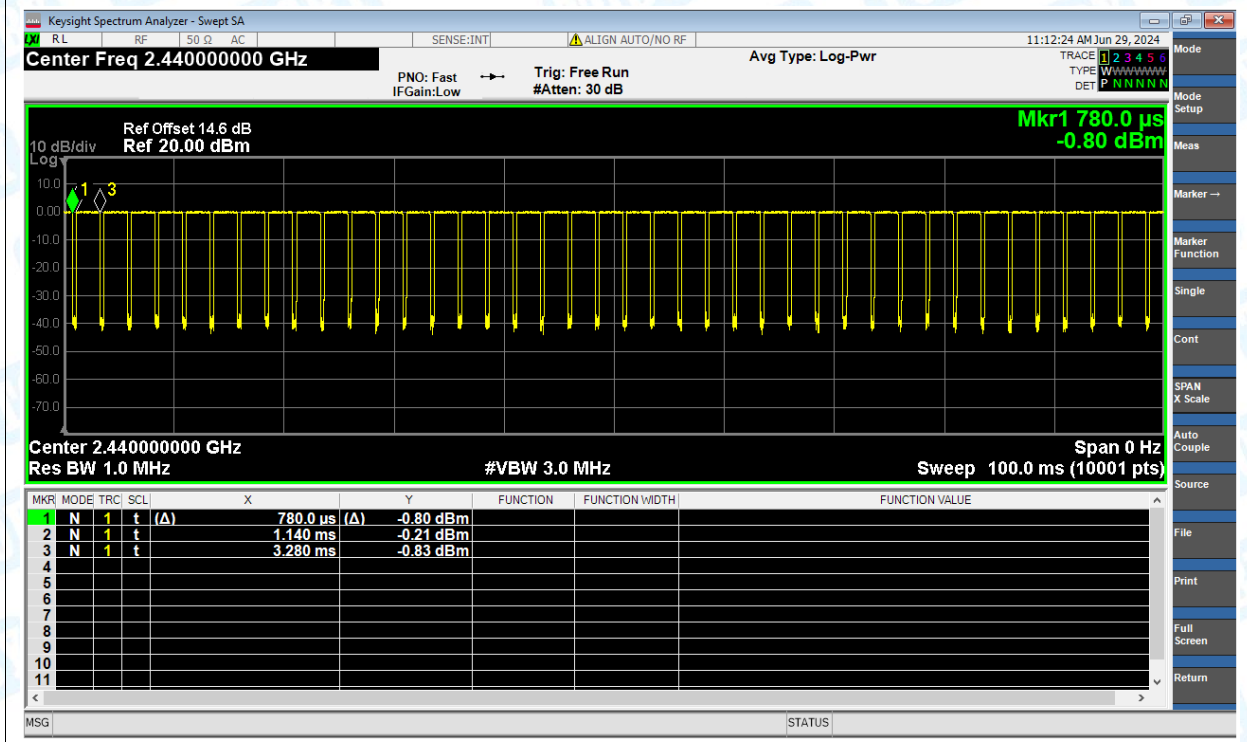 Keysight Spectrum Analyzer - Swept SA
LXI RL RF 50 Ω AC SENSE:INT ALIGN AUTO/NO RF 11:12:24 AM Jun 29, 2024
Center Freq 2.440000000 GHz Avg Type: Log-Pwr TRACE 1 2 3 4 5 6
PNO: Fast Trig: Free Run TYPE WWWWWW
IFGain:Low #Atten: 30 dB DET P N N N N N
Mkr1 780.0 µs
Ref Offset 14.6 dB
10 dB/div Ref 20.00 dBm -0.80 dBm
Log
10.0
1 3
0.00
-10.0
-20.0
-30.0
-40.0
-50.0
-60.0
-70.0
Center 2.440000000 GHz Span 0 Hz
Res BW 1.0 MHz #VBW 3.0 MHz Sweep 100.0 ms (10001 pts)
MKR MODE TRC SCL X Y FUNCTION FUNCTION WIDTH FUNCTION VALUE
1 N 1 t (Δ) 780.0 µs (Δ) -0.80 dBm
2 N 1 t 1.140 ms -0.21 dBm
3 N 1 t 3.280 ms -0.83 dBm
4
5
6
7
8
9
10
11
MSG STATUS
Mode
Mode
Setup
Meas
Marker →
Marker
Function
Single
Cont
SPAN
X Scale
Auto
Couple
Source
File
Print
Full
Screen
Return